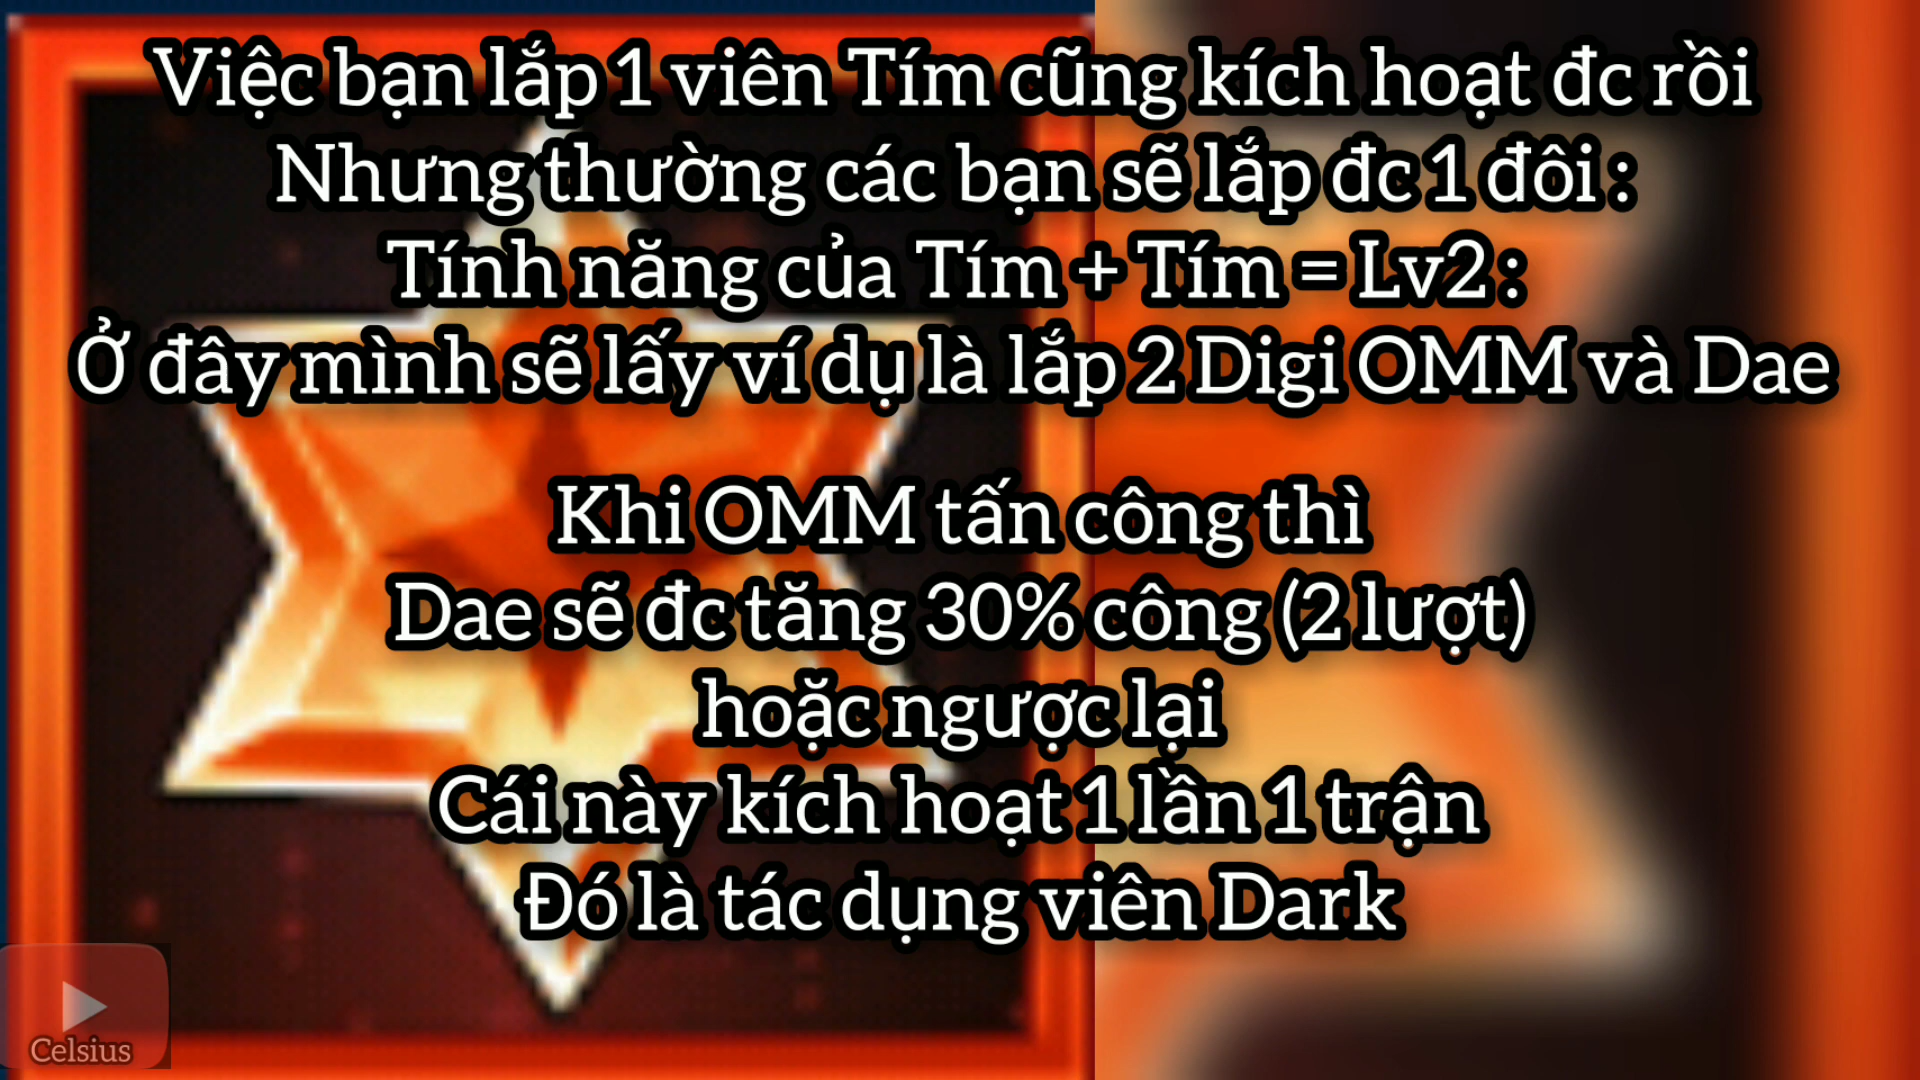 Việc bạn lắp 1 viên Tím cũng kích hoạt đc rồi
Nhưng thường các bạn sẽ lắp đc 1 đôi :
Tính năng của Tím + Tím = Lv2 :
Ở đây mình sẽ lấy ví dụ là lắp 2 Digi OMM và Dae
Khi OMM tấn công thì
Dae sẽ đc tăng 30% công (2 lượt)
hoặc ngược lại
Cái này kích hoạt 1 lần 1 trận
Đó là tác dụng viên Dark
Celsius